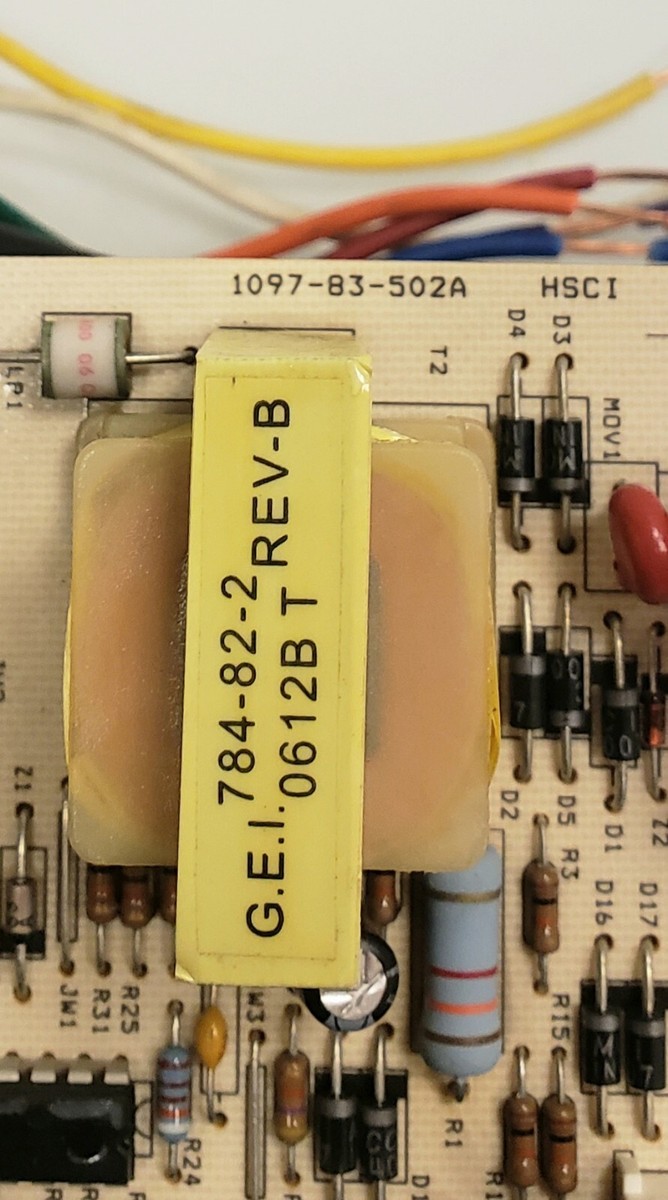 1097-83-502A HSCI
D4
D3
T2
LP1
MOV1
G.E.I. 784-82-2 REV-B
0612B T
Z1
D2
D5
R3
D1
Z2
D16
D17
JW1
R31
R25
R15
R24
R1